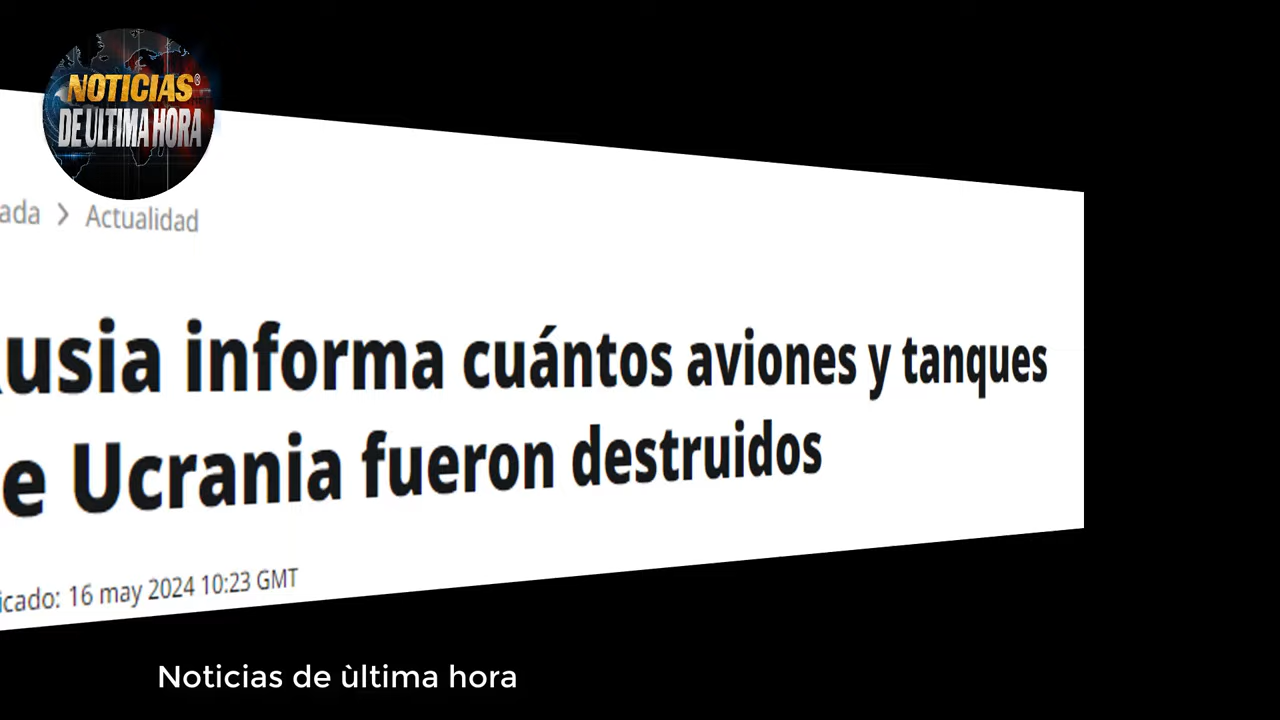 NOTICIAS®
DE ULTIMA HORA
ada > Actualidad
usia informa cuántos aviones y tanques
e Ucrania fueron destruidos
icado: 16 may 2024 10:23 GMT
Noticias de ùltima hora